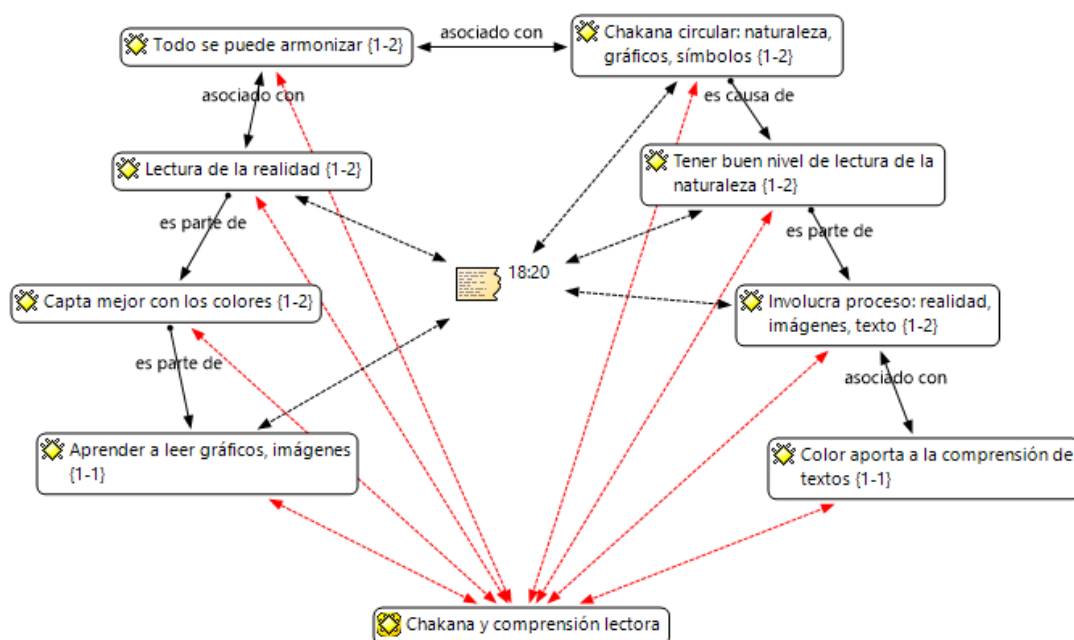 asociado con
Todo se puede armonizar {1-2}
Chakana circular: naturaleza,
gráficos, símbolos {1-2}
asociado con
es causa de
Lectura de la realidad {1-2}
Tener buen nivel de lectura de la
naturaleza {1-2}
es parte de
es parte de
18:20
Capta mejor con los colores {1-2}
Involucra proceso: realidad,
imágenes, texto {1-2}
es parte de
asociado con
Aprender a leer gráficos, imágenes
{1-1}
Color aporta a la comprensión de
textos {1-1}
Chakana y comprensión lectora